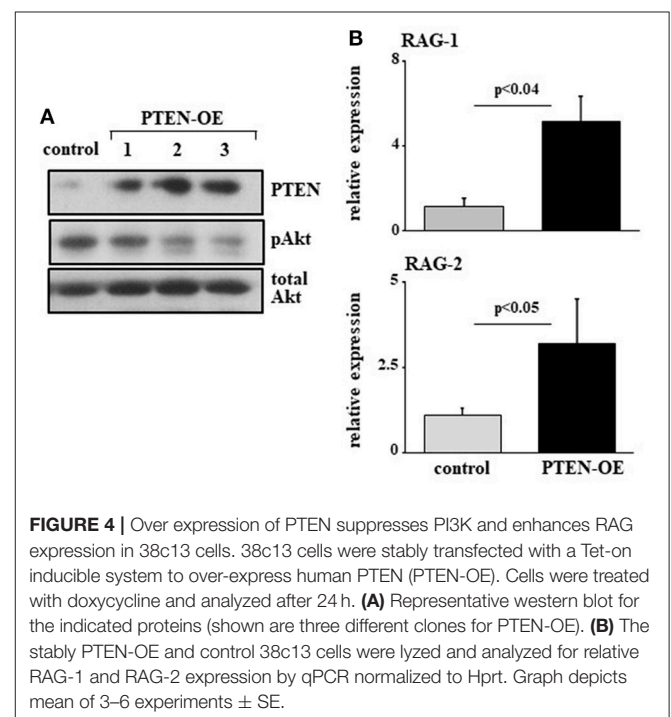 A
PTEN-OE
control 1 2 3
PTEN
pAkt
total
Akt
B
RAG-1
relative expression
8
4
0
p<0.04
RAG-2
relative expression
5
2.5
0
p<0.05
control PTEN-OE
FIGURE 4 | Over expression of PTEN suppresses PI3K and enhances RAG
expression in 38c13 cells. 38c13 cells were stably transfected with a Tet-on
inducible system to over-express human PTEN (PTEN-OE). Cells were treated
with doxycycline and analyzed after 24 h. (A) Representative western blot for
the indicated proteins (shown are three different clones for PTEN-OE). (B) The
stably PTEN-OE and control 38c13 cells were lyzed and analyzed for relative
RAG-1 and RAG-2 expression by qPCR normalized to Hprt. Graph depicts
mean of 3–6 experiments ± SE.